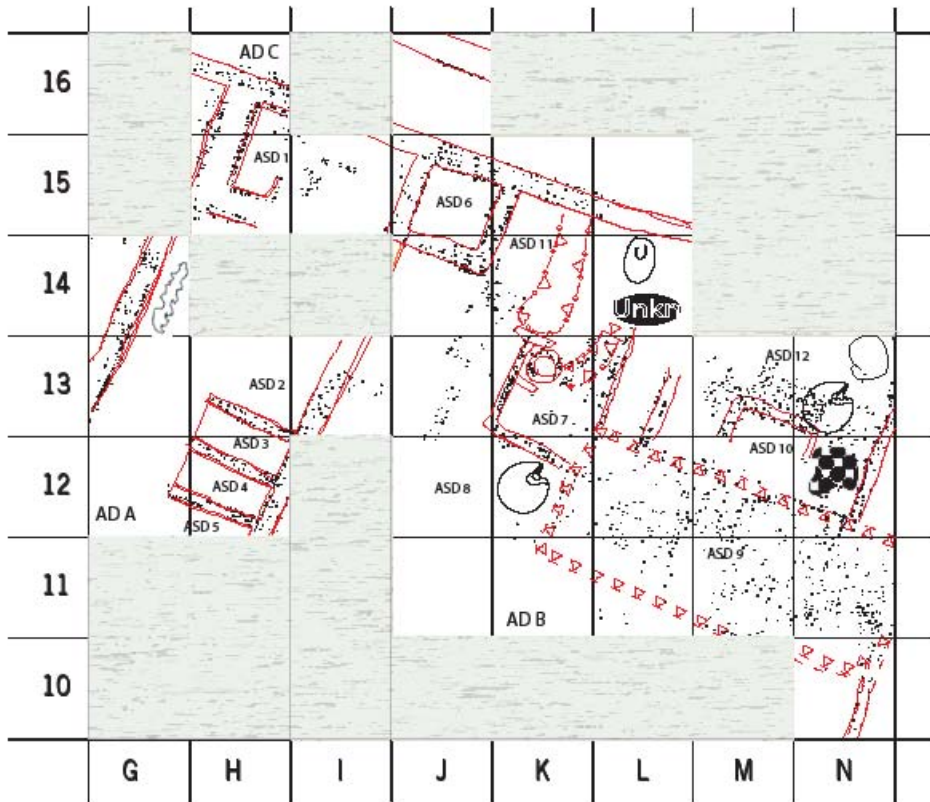 AD C
16
ASD 1
15
ASD 6
ASD 11
14
Unkn
13
ASD 2
ASD 12
ASD 7
ASD 3
ASD 10
12
ASD 8
ASD 4
AD A
ASD 5
ASD 9
11
AD B
10
G H I J K L M N